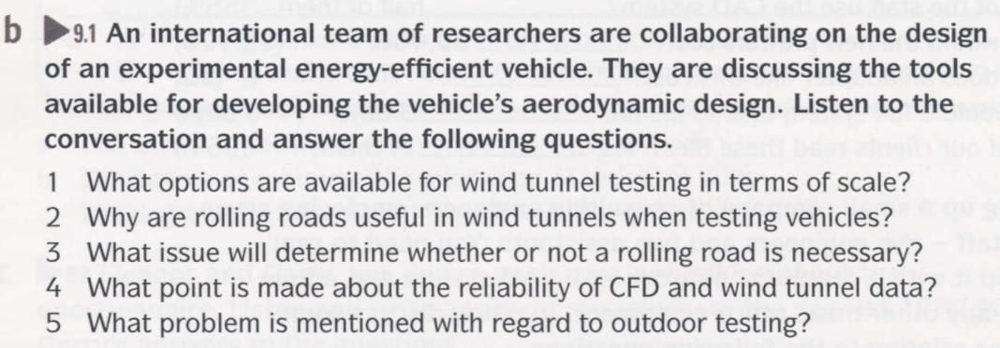 b ▶9.1 An international team of researchers are collaborating on the design
of an experimental energy-efficient vehicle. They are discussing the tools
available for developing the vehicle's aerodynamic design. Listen to the
conversation and answer the following questions.
1 What options are available for wind tunnel testing in terms of scale?
2 Why are rolling roads useful in wind tunnels when testing vehicles?
3 What issue will determine whether or not a rolling road is necessary?
4 What point is made about the reliability of CFD and wind tunnel data?
5 What problem is mentioned with regard to outdoor testing?